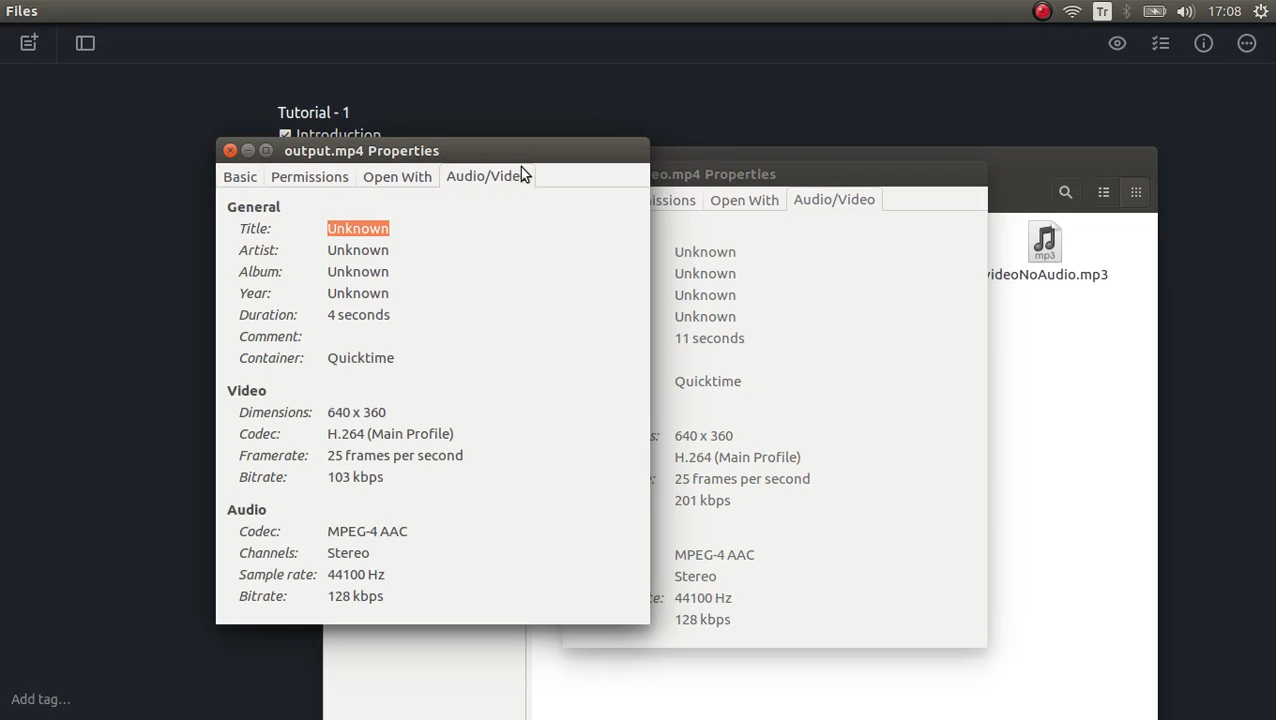 Files
Tr
17:08
Tutorial - 1
Introduction
output.mp4 Properties
Basic
Permissions
Open With
Audio/Video
General
Title: Unknown
Artist: Unknown
Album: Unknown
Year: Unknown
Duration: 4 seconds
Comment:
Container: Quicktime
Video
Dimensions: 640 x 360
Codec: H.264 (Main Profile)
Framerate: 25 frames per second
Bitrate: 103 kbps
Audio
Codec: MPEG-4 AAC
Channels: Stereo
Sample rate: 44100 Hz
Bitrate: 128 kbps
eo.mp4 Properties
issions
Open With
Audio/Video
Unknown
Unknown
Unknown
Unknown
11 seconds
Quicktime
s: 640 x 360
H.264 (Main Profile)
e: 25 frames per second
201 kbps
MPEG-4 AAC
Stereo
te: 44100 Hz
128 kbps
mp3
videoNoAudio.mp3
Add tag...